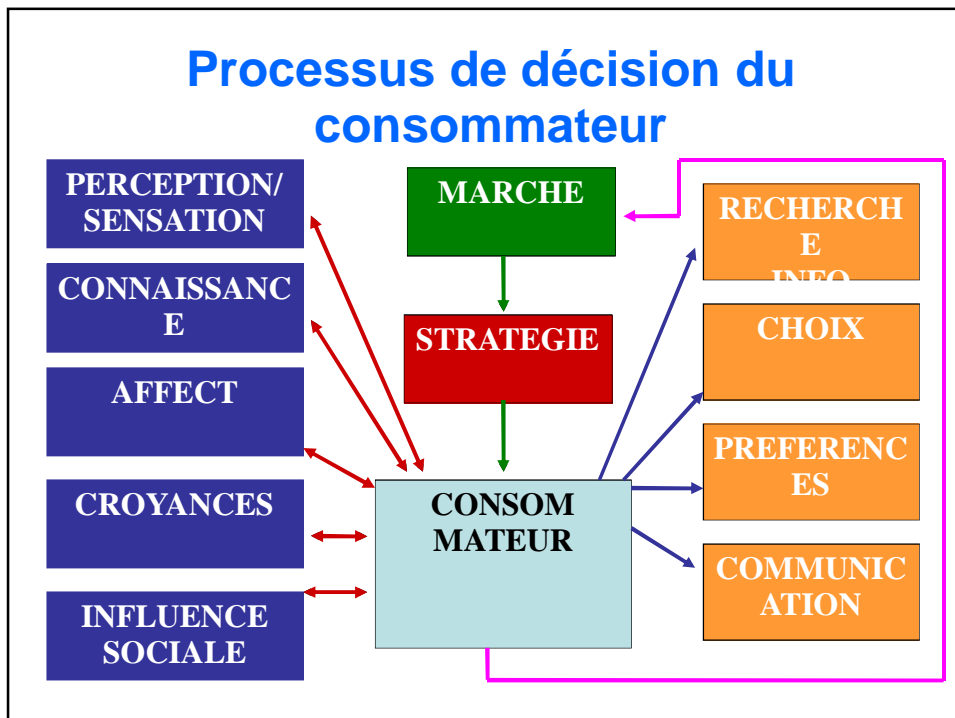 Processus de décision du
consommateur
PERCEPTION/
SENSATION
CONNAISSANC
E
AFFECT
CROYANCES
INFLUENCE
SOCIALE
MARCHE
STRATEGIE
CONSOM
MATEUR
RECHERCH
E
INFO
CHOIX
PREFERENC
ES
COMMUNIC
ATION